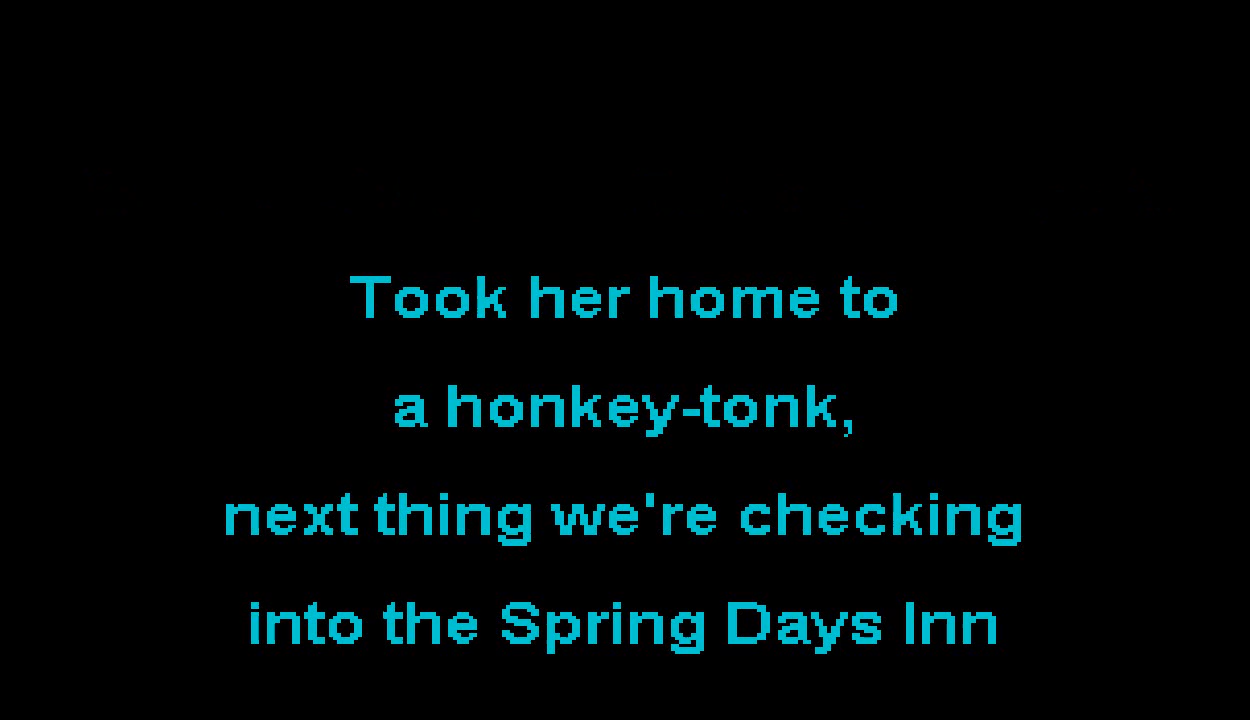 Took her home to
a honkey-tonk,
next thing we're checking
into the Spring Days Inn